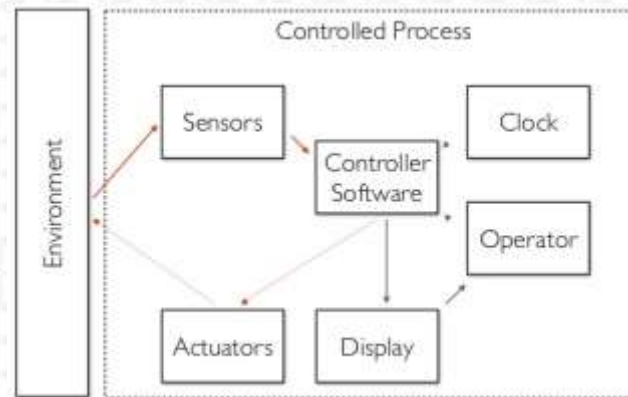 Controlled Process
Environment
Sensors
Clock
Controller
Software
Operator
Actuators
Display